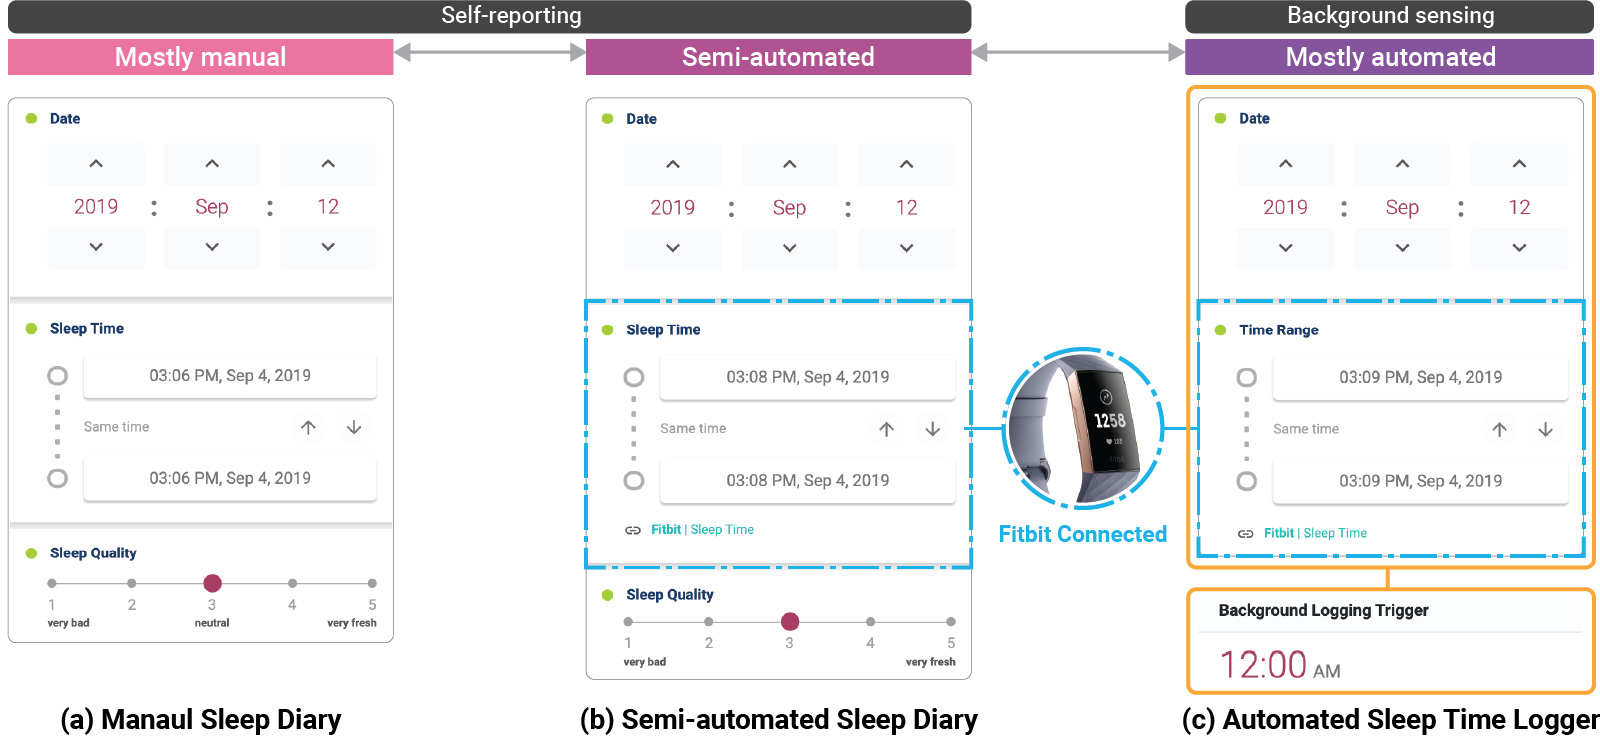 Self-reporting
Background sensing
Mostly manual
Semi-automated
Mostly automated
Date
2019 : Sep : 12
Sleep Time
03:06 PM, Sep 4, 2019
Same time
03:06 PM, Sep 4, 2019
Sleep Quality
1 2 3 4 5
very bad neutral very fresh
Date
2019 : Sep : 12
Sleep Time
03:08 PM, Sep 4, 2019
Same time
03:08 PM, Sep 4, 2019
Fitbit | Sleep Time
Sleep Quality
1 2 3 4 5
very bad very fresh
1258
Fitbit Connected
Date
2019 : Sep : 12
Time Range
03:09 PM, Sep 4, 2019
Same time
03:09 PM, Sep 4, 2019
Fitbit | Sleep Time
Background Logging Trigger
12:00 AM
(a) Manaul Sleep Diary
(b) Semi-automated Sleep Diary
(c) Automated Sleep Time Logger